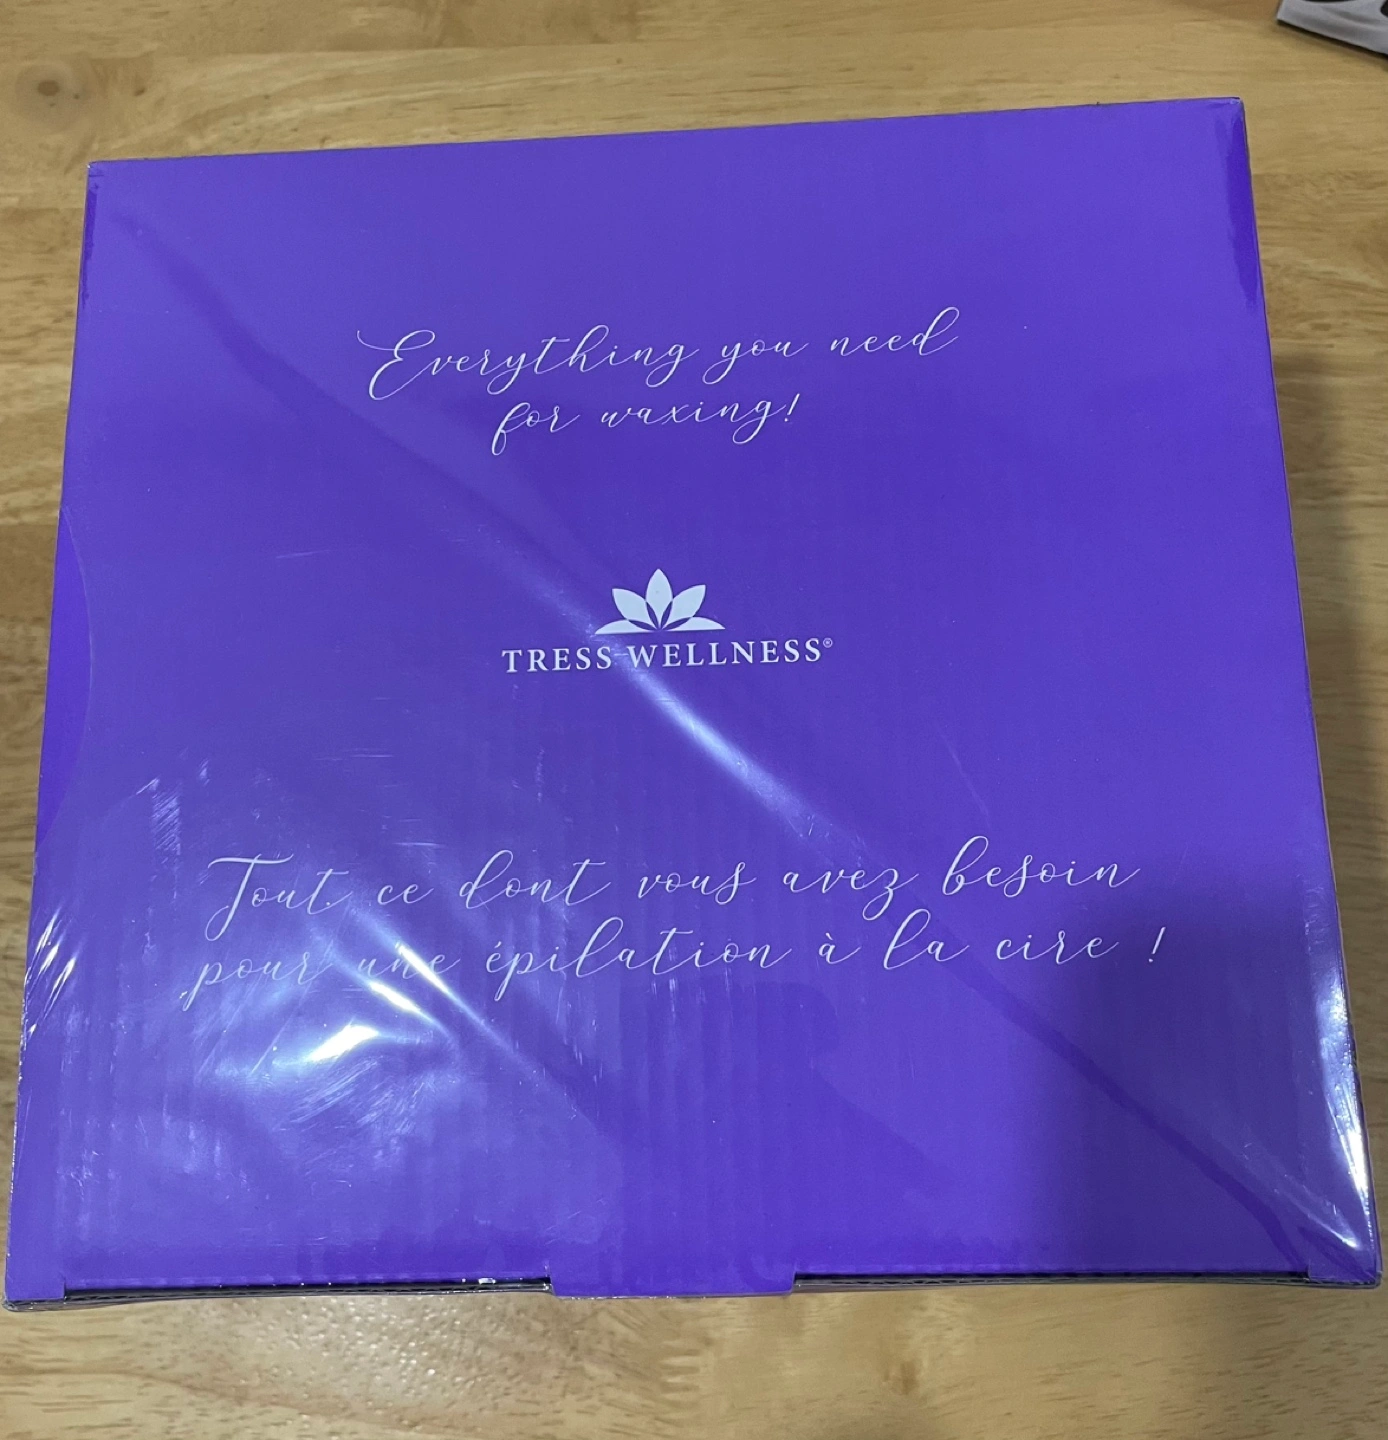 Everything you need
for waxing!
TRESS WELLNESS®
Tout ce dont vous avez besoin
pour une épilation à la cire !